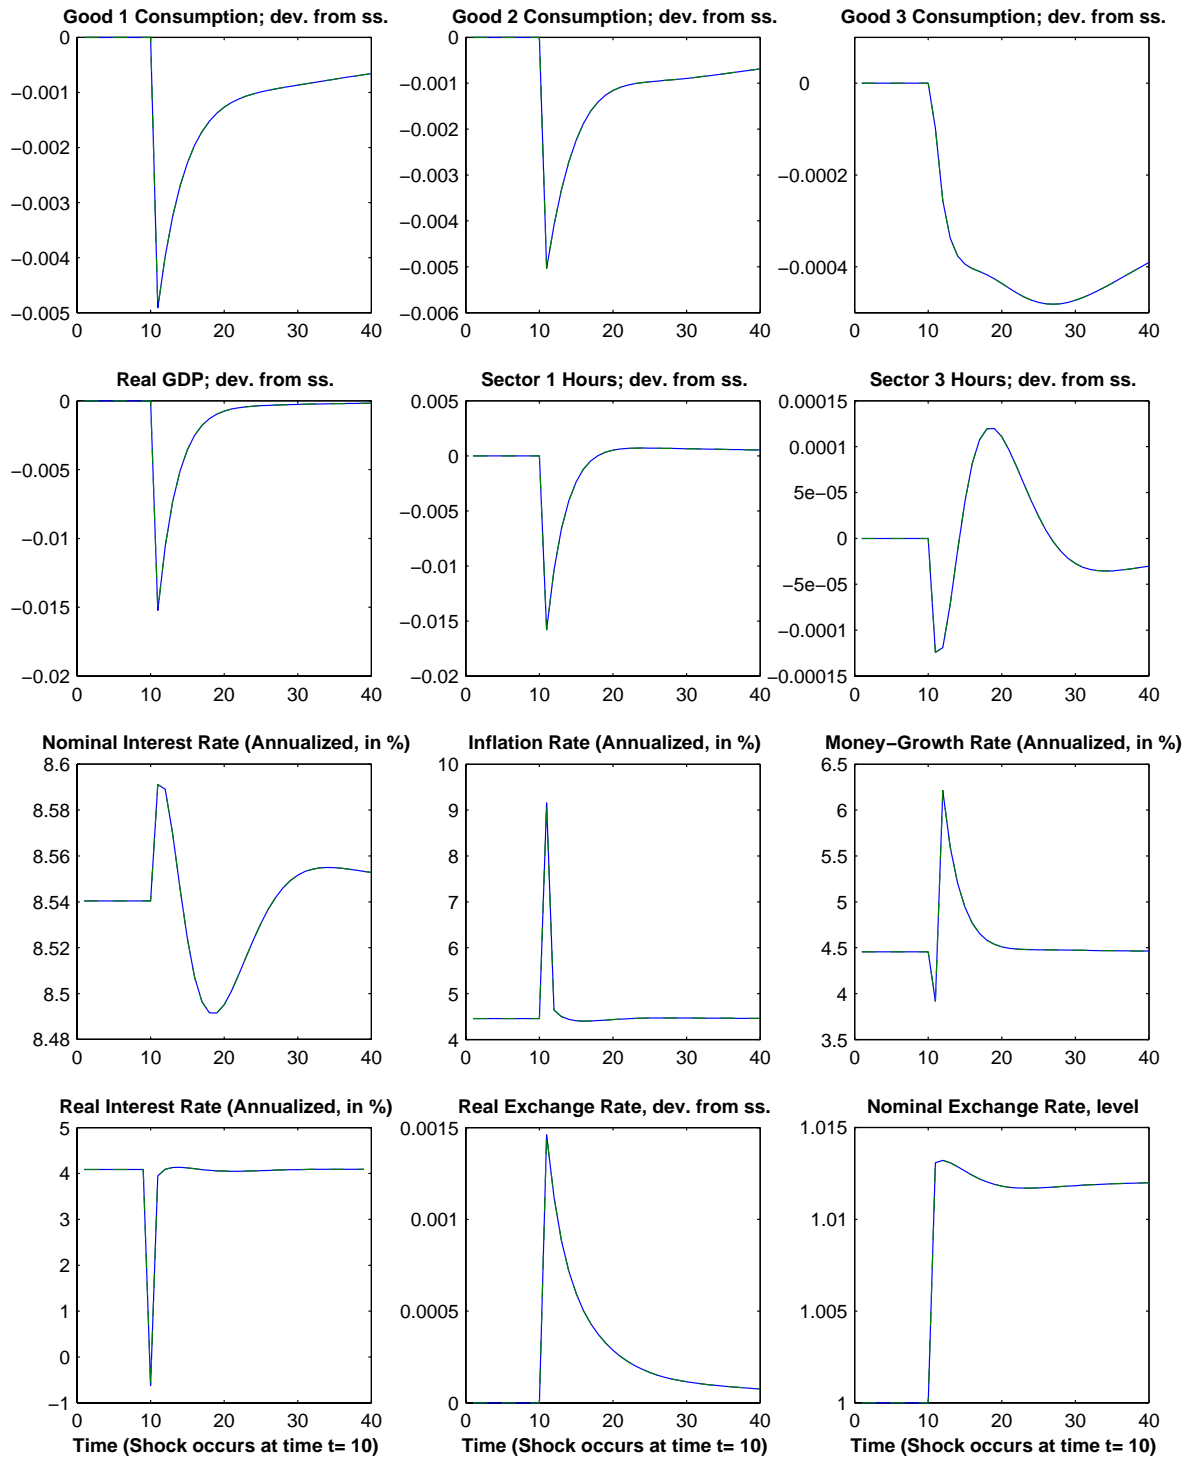 Good 1 Consumption; dev. from ss.
Good 2 Consumption; dev. from ss.
Good 3 Consumption; dev. from ss.
0
−0.001
−0.002
−0.003
−0.004
−0.005
0 10 20 30 40
0
−0.001
−0.002
−0.003
−0.004
−0.005
−0.006
0 10 20 30 40
0
−0.0002
−0.0004
0 10 20 30 40
Real GDP; dev. from ss.
Sector 1 Hours; dev. from ss.
Sector 3 Hours; dev. from ss.
0
−0.005
−0.01
−0.015
−0.02
0 10 20 30 40
0.005
0
−0.005
−0.01
−0.015
−0.02
0 10 20 30 40
0.00015
0.0001
5e−05
0
−5e−05
−0.0001
−0.00015
0 10 20 30 40
Nominal Interest Rate (Annualized, in %)
Inflation Rate (Annualized, in %)
Money−Growth Rate (Annualized, in %)
8.6
8.58
8.56
8.54
8.52
8.5
8.48
0 10 20 30 40
10
9
8
7
6
5
4
0 10 20 30 40
6.5
6
5.5
5
4.5
4
3.5
0 10 20 30 40
Real Interest Rate (Annualized, in %)
Real Exchange Rate, dev. from ss.
Nominal Exchange Rate, level
5
4
3
2
1
0
−1
0 10 20 30 40
Time (Shock occurs at time t= 10)
0.0015
0.001
0.0005
0
0 10 20 30 40
Time (Shock occurs at time t= 10)
1.015
1.01
1.005
1
0 10 20 30 40
Time (Shock occurs at time t= 10)